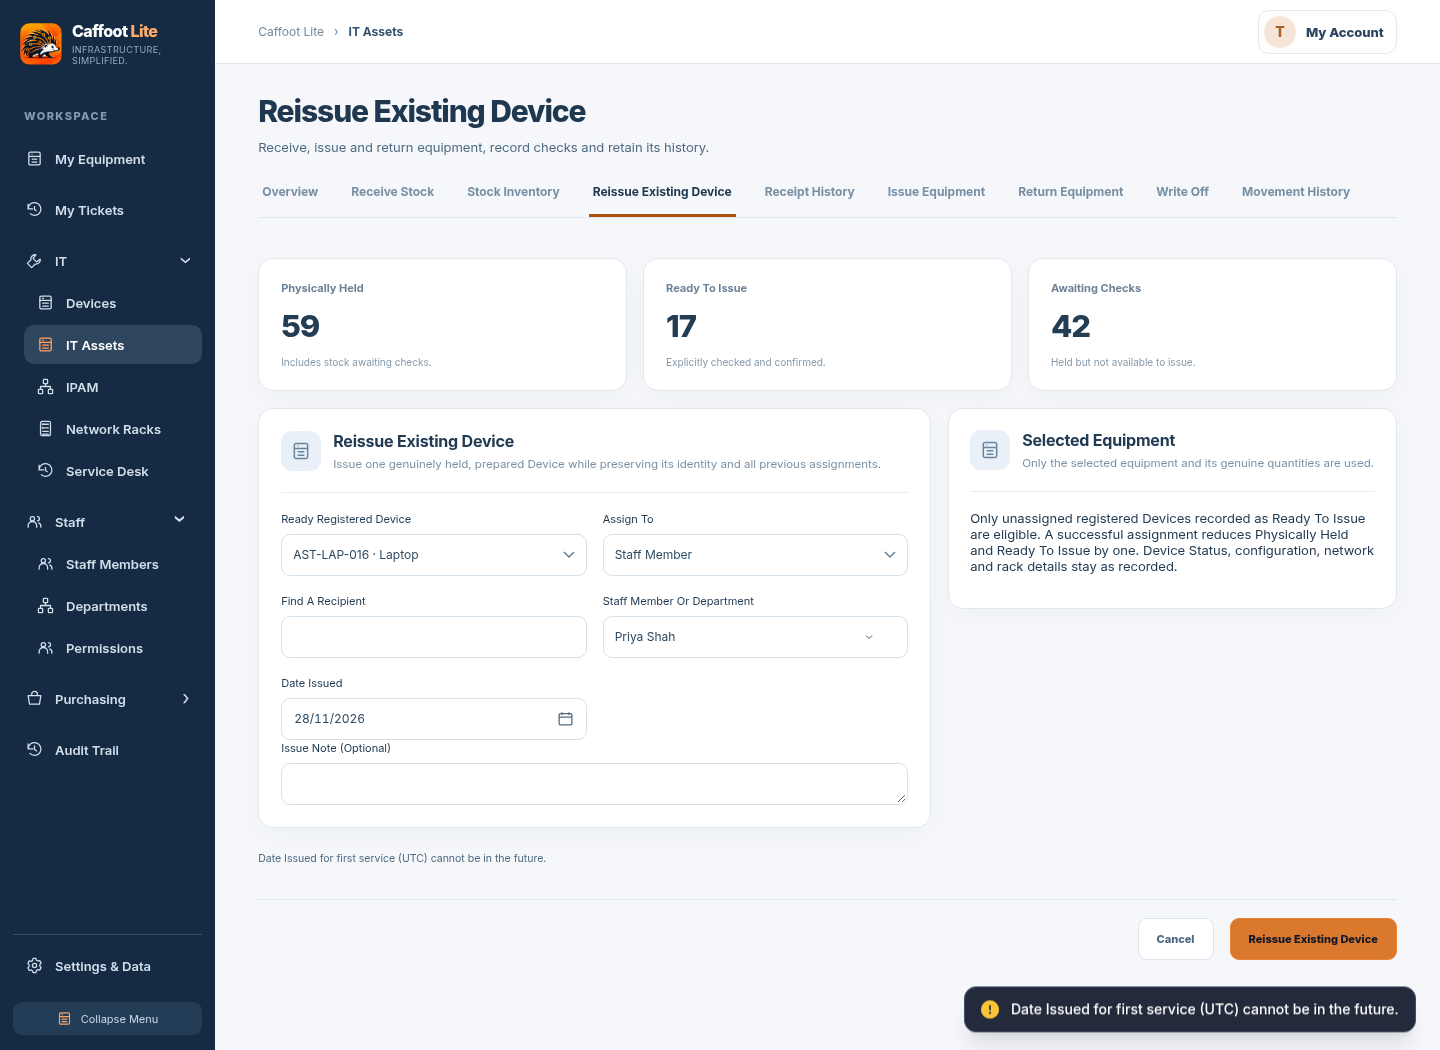 Caffoot Lite
INFRASTRUCTURE,
SIMPLIFIED.
WORKSPACE
My Equipment
My Tickets
IT
Devices
IT Assets
IPAM
Network Racks
Service Desk
Staff
Staff Members
Departments
Permissions
Purchasing
Audit Trail
Settings & Data
Collapse Menu
Caffoot Lite › IT Assets
T My Account
Reissue Existing Device
Receive, issue and return equipment, record checks and retain its history.
Overview Receive Stock Stock Inventory Reissue Existing Device Receipt History Issue Equipment Return Equipment Write Off Movement History
Physically Held
59
Includes stock awaiting checks.
Ready To Issue
17
Explicitly checked and confirmed.
Awaiting Checks
42
Held but not available to issue.
Reissue Existing Device
Issue one genuinely held, prepared Device while preserving its identity and all previous assignments.
Ready Registered Device
AST-LAP-016 · Laptop
Assign To
Staff Member
Find A Recipient
Staff Member Or Department
Priya Shah
Date Issued
28/11/2026
Issue Note (Optional)
Selected Equipment
Only the selected equipment and its genuine quantities are used.
Only unassigned registered Devices recorded as Ready To Issue
are eligible. A successful assignment reduces Physically Held
and Ready To Issue by one. Device Status, configuration, network
and rack details stay as recorded.
Date Issued for first service (UTC) cannot be in the future.
Cancel
Reissue Existing Device
Date Issued for first service (UTC) cannot be in the future.